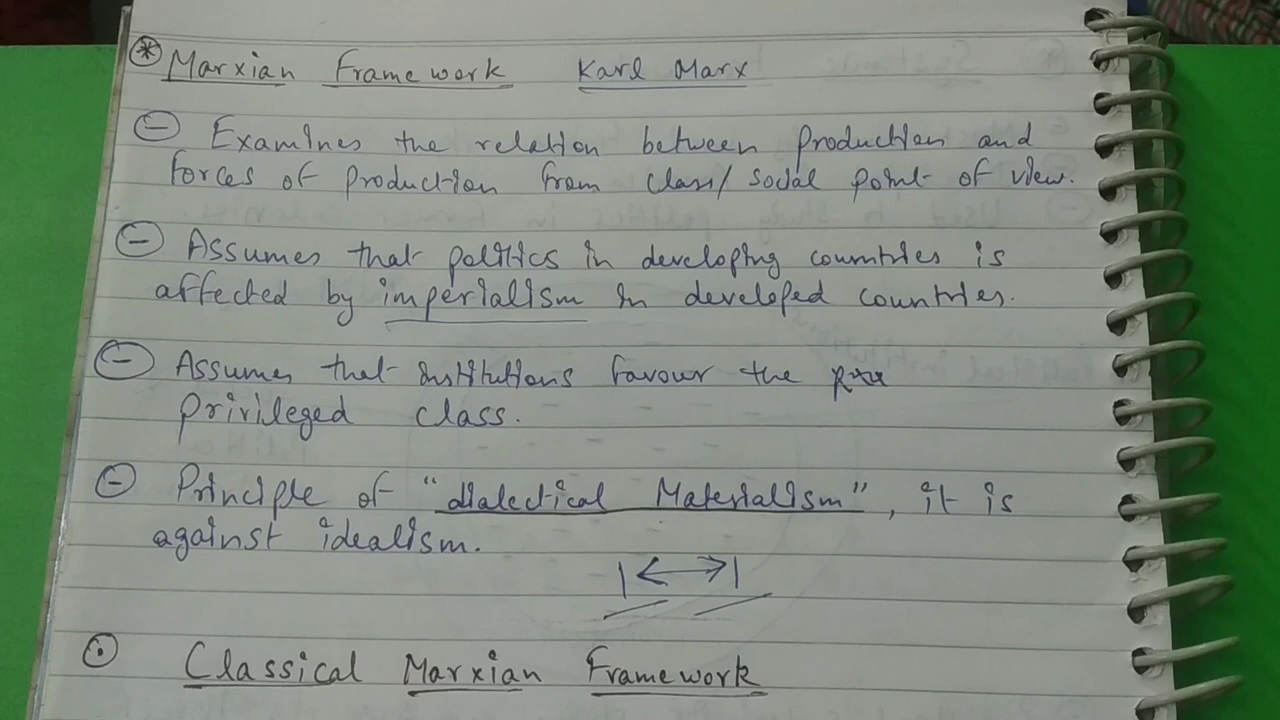 * Marxian Framework Karl Marx
- Examines the relation between production and
forces of production from class/ social point of view.
- Assumes that politics in developing countries is
affected by imperialism in developed countries.
- Assumes that institutions favour the
privileged class.
- Principle of "dialectical Materialism", it is
against idealism.
• Classical Marxian Framework